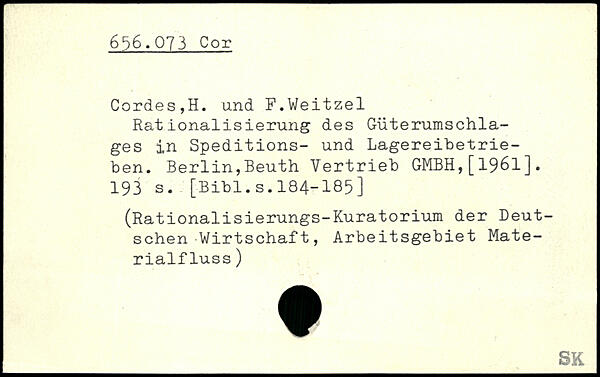 656.073 Cor
Cordes,H. und F.Weitzel
Rationalisierung des Güterumschla-
ges in Speditions- und Lagereibetrie-
ben. Berlin,Beuth Vertrieb GMBH,[1961].
193 s. [Bibl.s.184-185]
(Rationalisierungs-Kuratorium der Deut-
schen Wirtschaft, Arbeitsgebiet Mate-
rialfluss)
SK